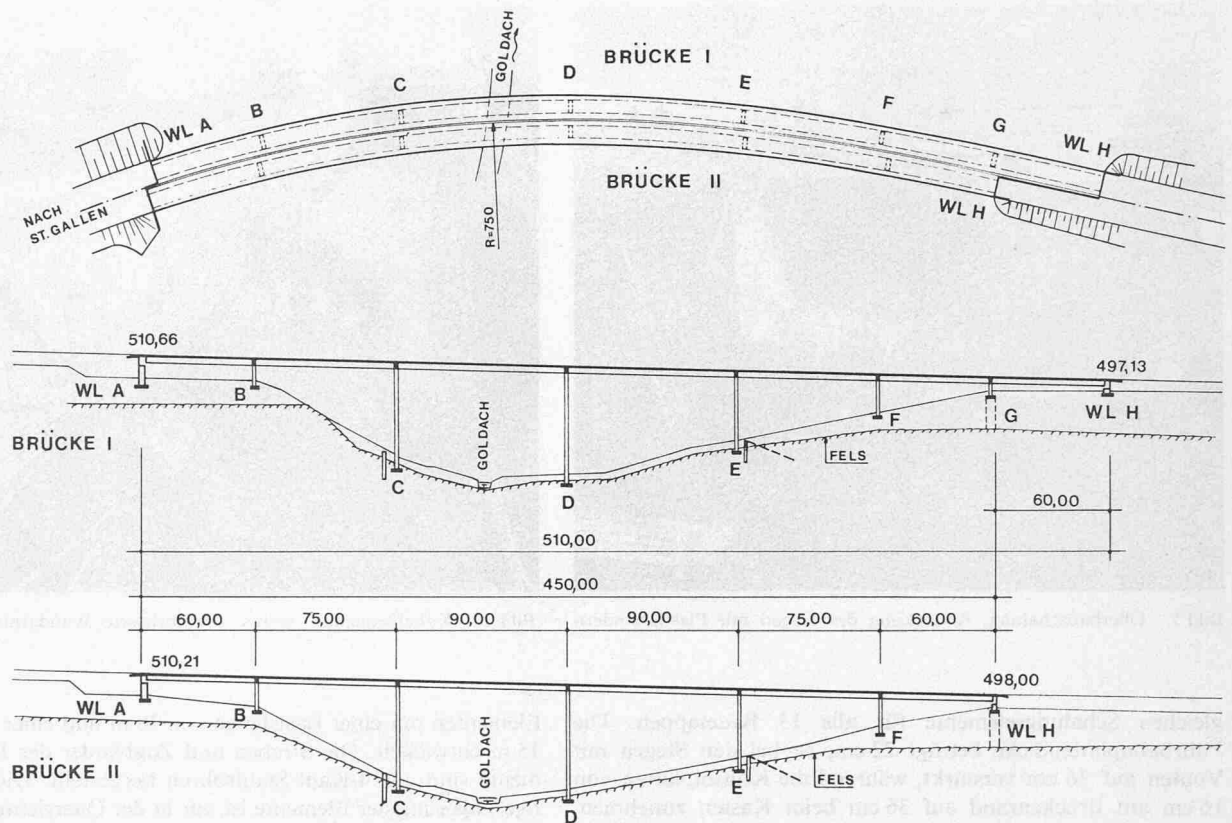 BRÜCKE I
GOLDACH
B
C
D
E
F
G
WL A
WL H
BRÜCKE II
WL H
NACH
ST. GALLEN
R=750
510,66
497,13
WL A
B
GOLDACH
F
G
WL H
BRÜCKE I
C
D
E
FELS
60,00
510,00
450,00
60,00
75,00
90,00
90,00
75,00
60,00
510,21
498,00
WL A
B
GOLDACH
F
WL H
BRÜCKE II
C
D
E
FELS